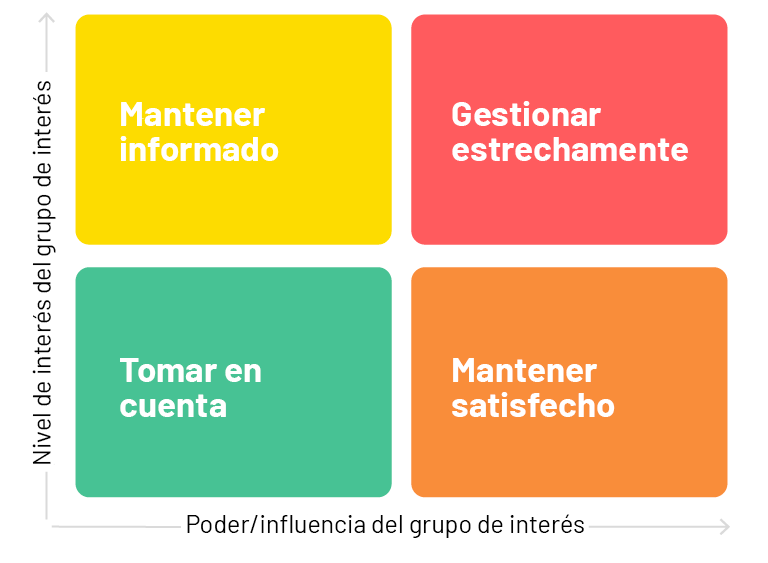 Nivel de interés del grupo de interés
Mantener
informado
Gestionar
estrechamente
Tomar en
cuenta
Mantener
satisfecho
Poder/influencia del grupo de interés